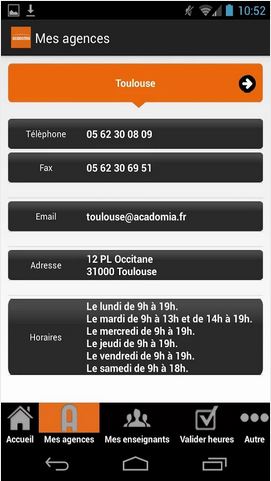 10:52
acadomia
Mes agences
Toulouse
Télèphone 05 62 30 08 09
Fax 05 62 30 69 51
Email toulouse@acadomia.fr
Adresse 12 PL Occitane
31000 Toulouse
Horaires Le lundi de 9h à 19h.
Le mardi de 9h à 13h et de 14h à 19h.
Le mercredi de 9h à 19h.
Le jeudi de 9h à 19h.
Le vendredi de 9h à 19h.
Le samedi de 9h à 18h.
Accueil Mes agences Mes enseignants Valider heures Autre